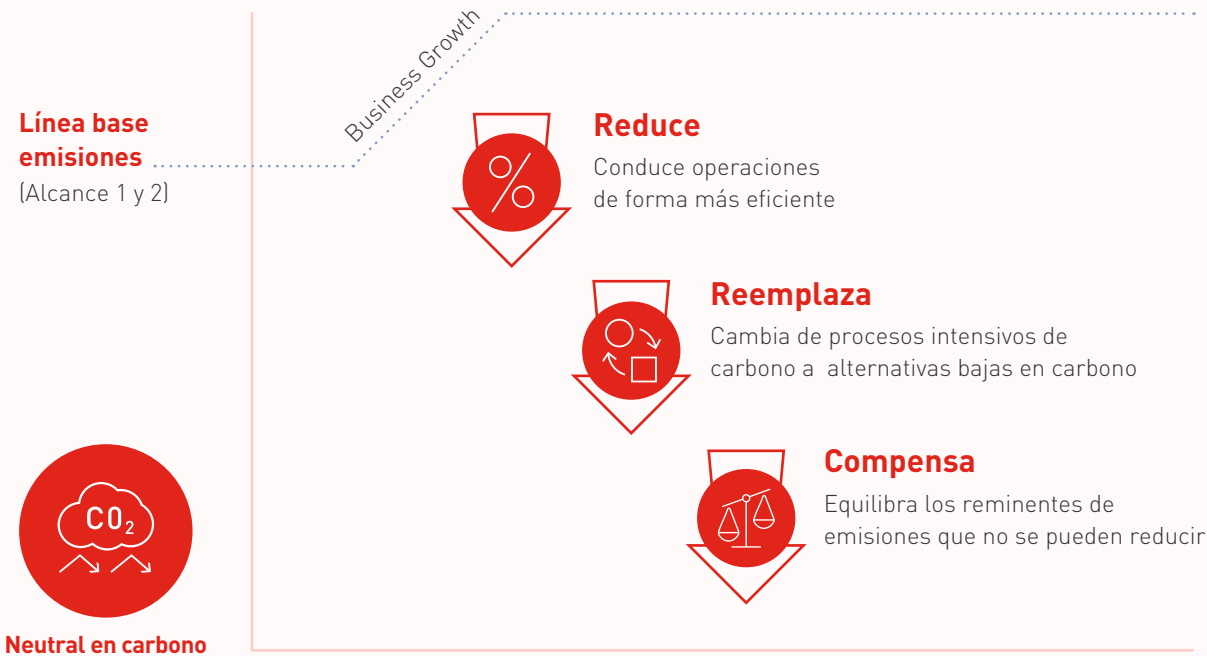 Business Growth
Línea base
emisiones
(Alcance 1 y 2)
Reduce
Conduce operaciones
de forma más eficiente
Reemplaza
Cambia de procesos intensivos de
carbono a alternativas bajas en carbono
Compensa
Equilibra los reminentes de
emisiones que no se pueden reducir
CO₂
Neutral en carbono